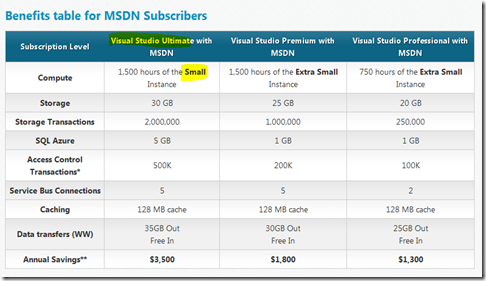 Benefits table for MSDN Subscribers
Subscription Level
Visual Studio Ultimate with
MSDN
Visual Studio Premium with
MSDN
Visual Studio Professional with
MSDN
Compute
1,500 hours of the Small
Instance
1,500 hours of the Extra Small
Instance
750 hours of the Extra Small
Instance
Storage 30 GB 25 GB 20 GB
Storage Transactions 2,000,000 1,000,000 250,000
SQL Azure 5 GB 1 GB 1 GB
Access Control
Transactions*
500K 200K 100K
Service Bus Connections 5 5 2
Caching 128 MB cache 128 MB cache 128 MB cache
Data transfers (WW)
35GB Out
Free In
30GB Out
Free In
25GB Out
Free In
Annual Savings** $3,500 $1,800 $1,300